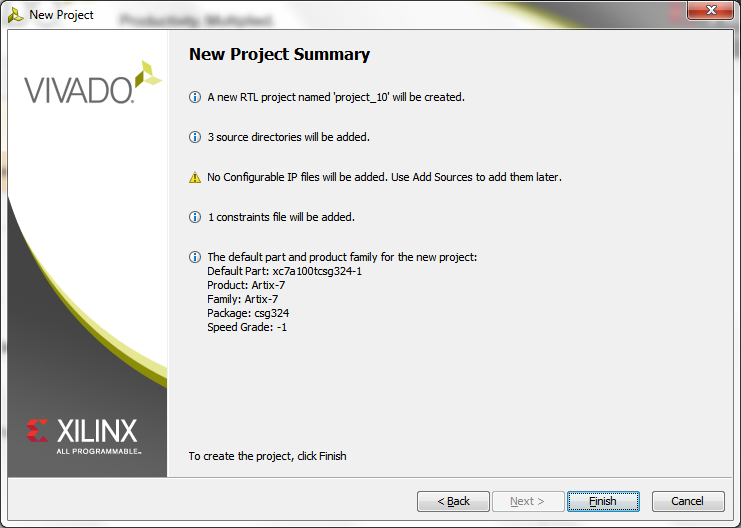 New Project
Productivity. Multiplied.
New Project Summary
VIVADO.
A new RTL project named 'project_10' will be created.
3 source directories will be added.
No Configurable IP files will be added. Use Add Sources to add them later.
1 constraints file will be added.
The default part and product family for the new project:
Default Part: xc7a100tcsg324-1
Product: Artix-7
Family: Artix-7
Package: csg324
Speed Grade: -1
XILINX
ALL PROGRAMMABLE™
To create the project, click Finish
< Back
Next >
Finish
Cancel